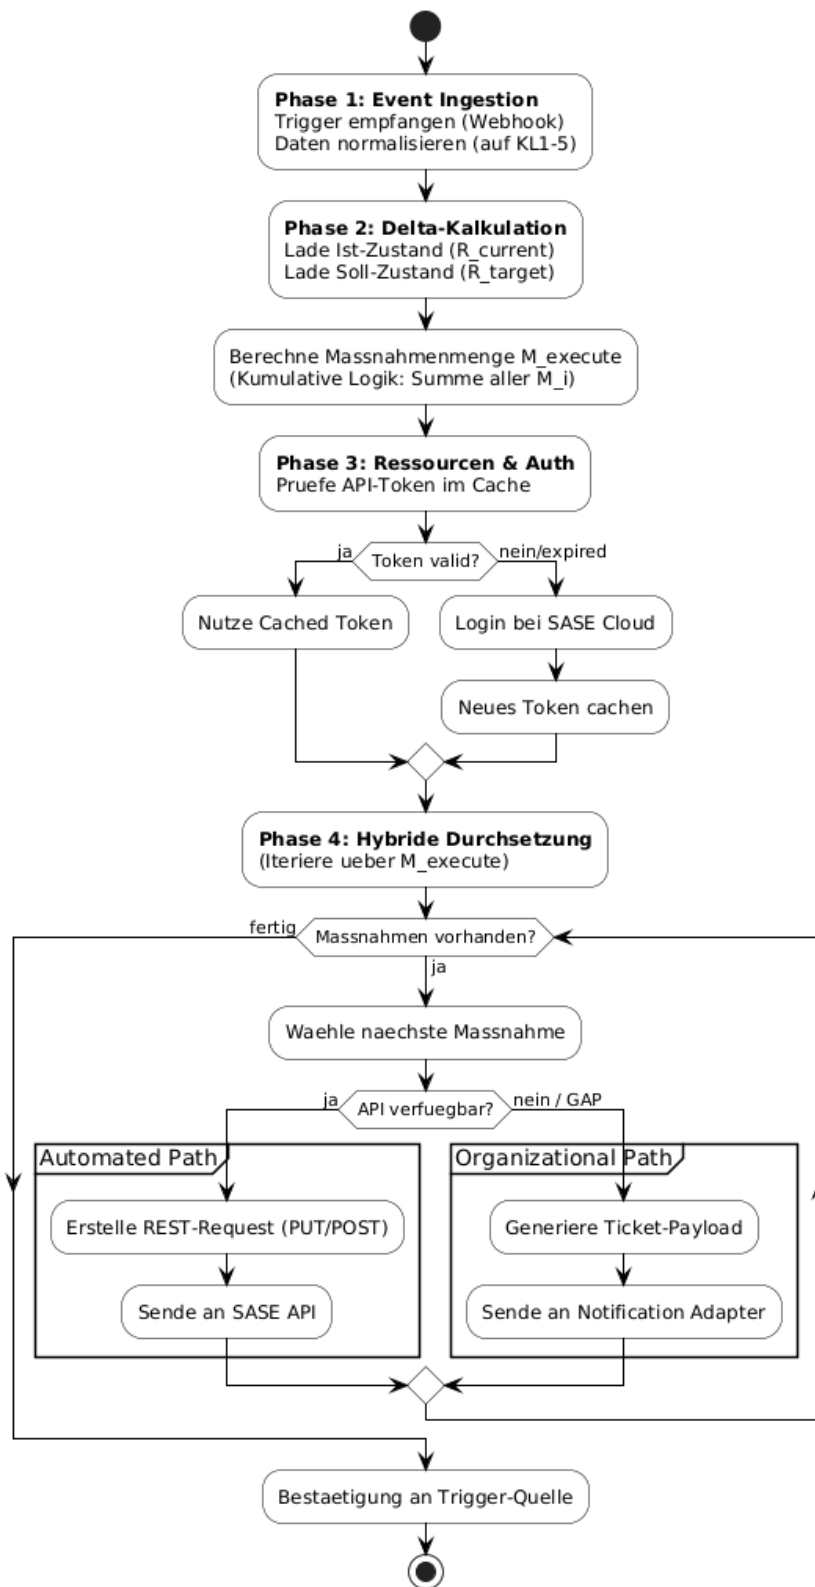 Phase 1: Event Ingestion
Trigger empfangen (Webhook)
Daten normalisieren (auf KL1-5)
Phase 2: Delta-Kalkulation
Lade Ist-Zustand (R_current)
Lade Soll-Zustand (R_target)
Berechne Massnahmenmenge M_execute
(Kumulative Logik: Summe aller M_i)
Phase 3: Ressourcen & Auth
Pruefe API-Token im Cache
ja
Token valid?
nein/expired
Nutze Cached Token
Login bei SASE Cloud
Neues Token cachen
Phase 4: Hybride Durchsetzung
(Iteriere ueber M_execute)
fertig
Massnahmen vorhanden?
ja
Waehle naechste Massnahme
ja
API verfuegbar?
nein / GAP
Automated Path
Organizational Path
Erstelle REST-Request (PUT/POST)
Generiere Ticket-Payload
Sende an SASE API
Sende an Notification Adapter
Bestaetigung an Trigger-Quelle